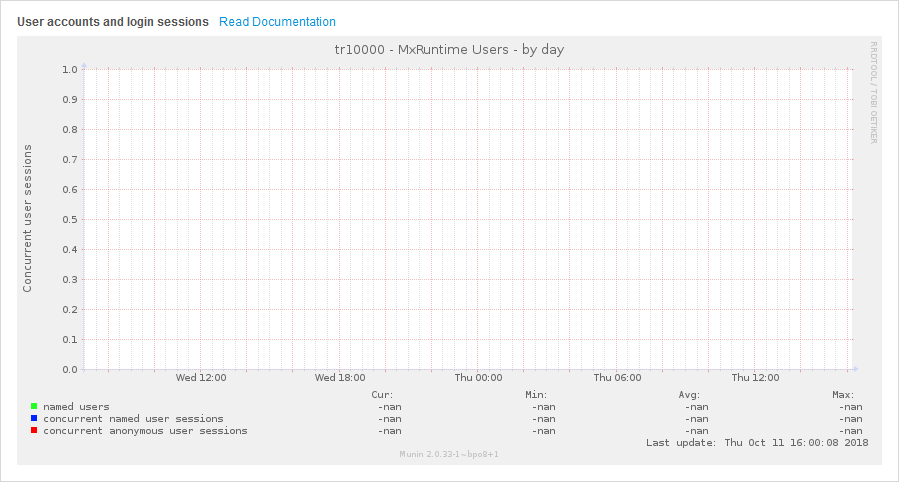 User accounts and login sessions Read Documentation
tr10000 - MxRuntime Users - by day
RRDTOOL / TOBI OETIKER
Concurrent user sessions
1.0
0.9
0.8
0.7
0.6
0.5
0.4
0.3
0.2
0.1
0.0
Wed 12:00 Wed 18:00 Thu 00:00 Thu 06:00 Thu 12:00
Cur: Min: Avg: Max:
named users -nan -nan -nan -nan
concurrent named user sessions -nan -nan -nan -nan
concurrent anonymous user sessions -nan -nan -nan -nan
Last update: Thu Oct 11 16:00:08 2018
Munin 2.0.33-1~bpo8+1